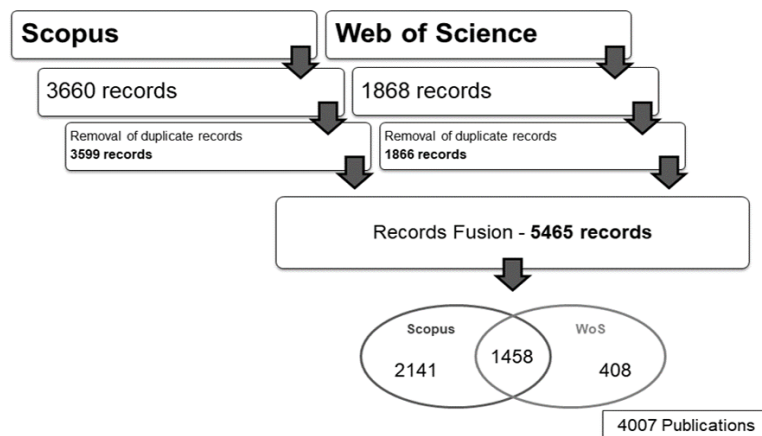 Scopus
Web of Science
3660 records
1868 records
Removal of duplicate records
3599 records
Removal of duplicate records
1866 records
Records Fusion - 5465 records
Scopus
WoS
2141
1458
408
4007 Publications